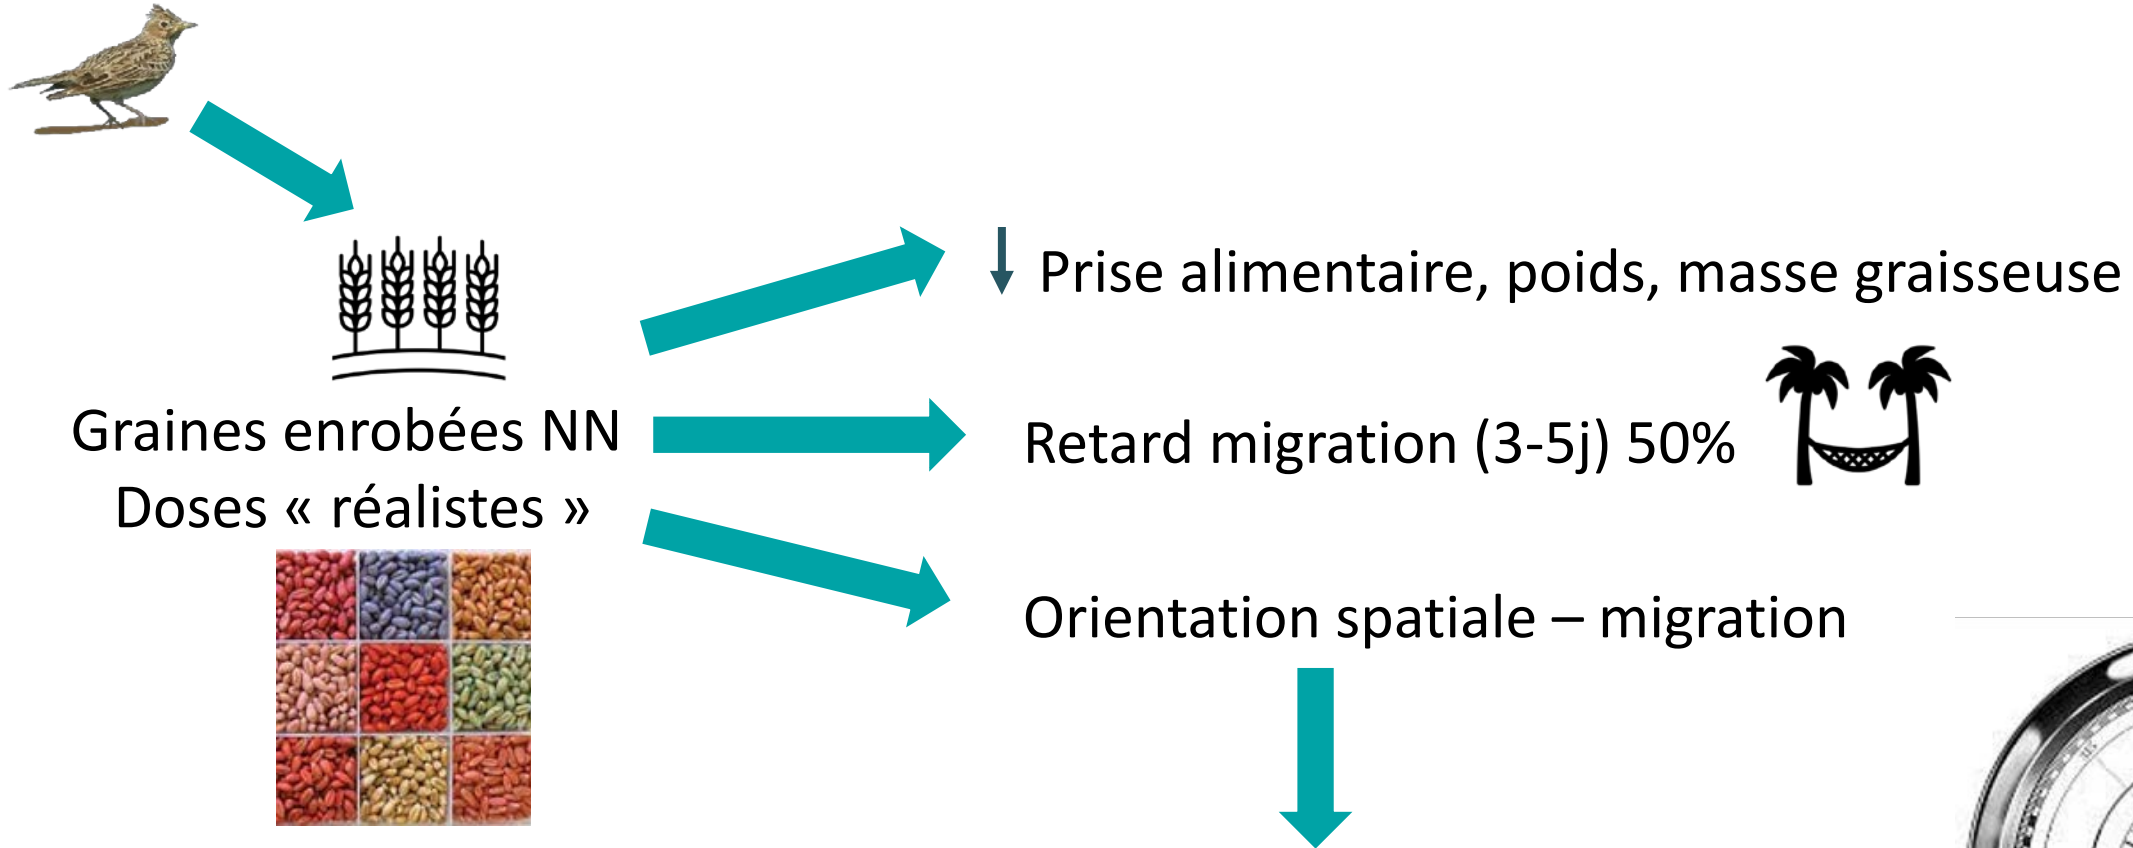 Prise alimentaire, poids, masse graisseuse
Graines enrobées NN
Doses « réalistes »
Retard migration (3-5j) 50%
Orientation spatiale – migration